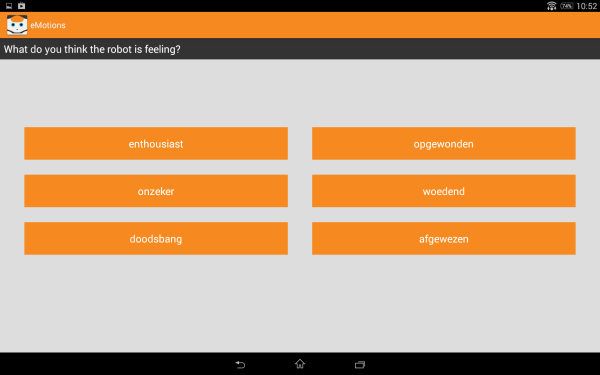 74% 10:52
eMotions
What do you think the robot is feeling?
enthousiast opgewonden
onzeker woedend
doodsbang afgewezen